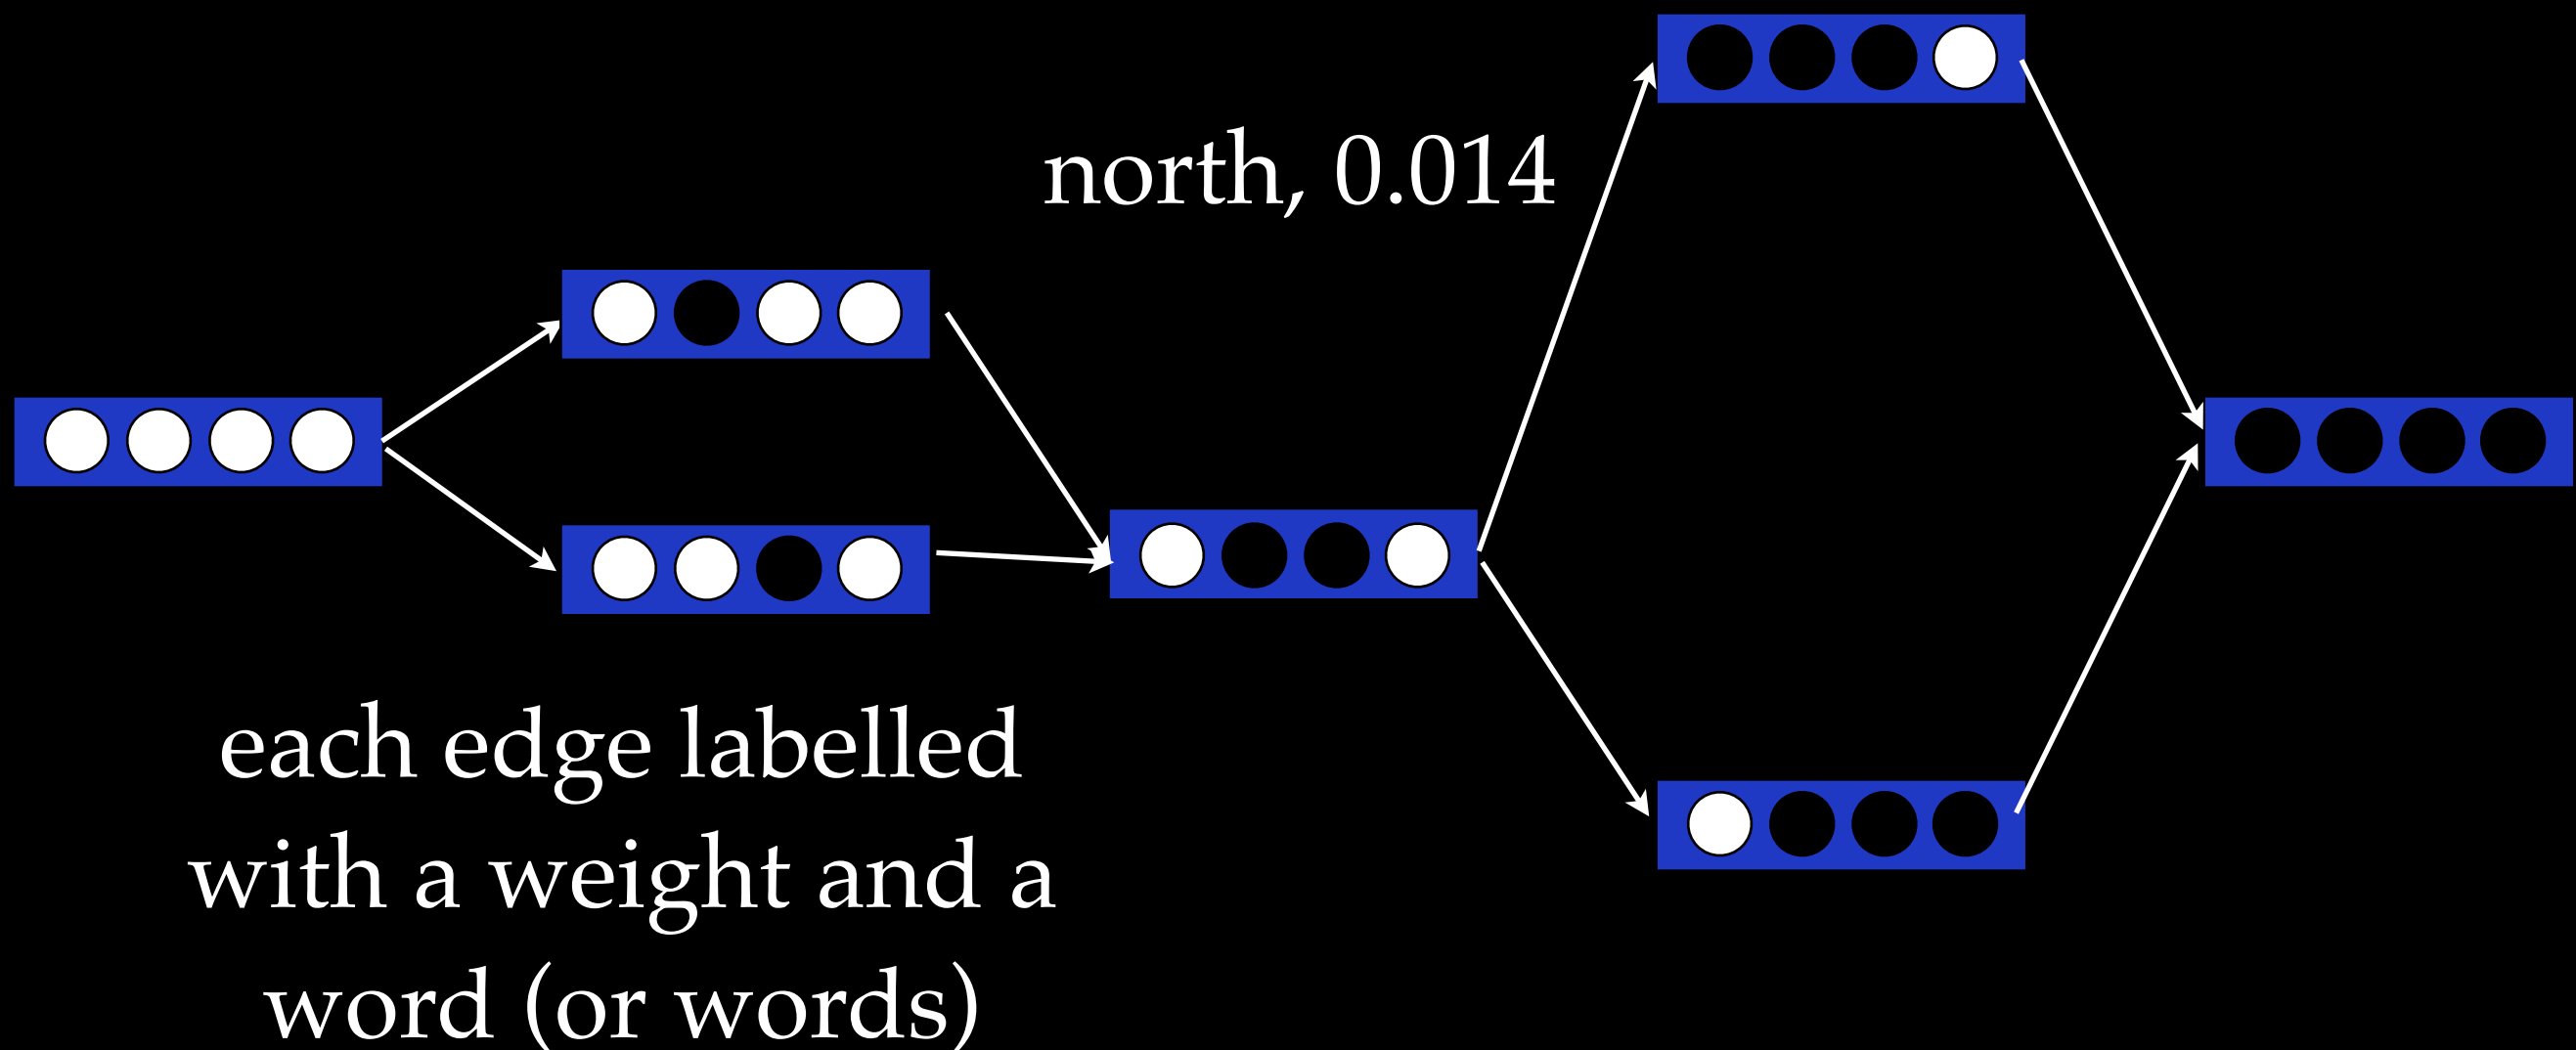 north, 0.014
each edge labelled
with a weight and a
word (or words)